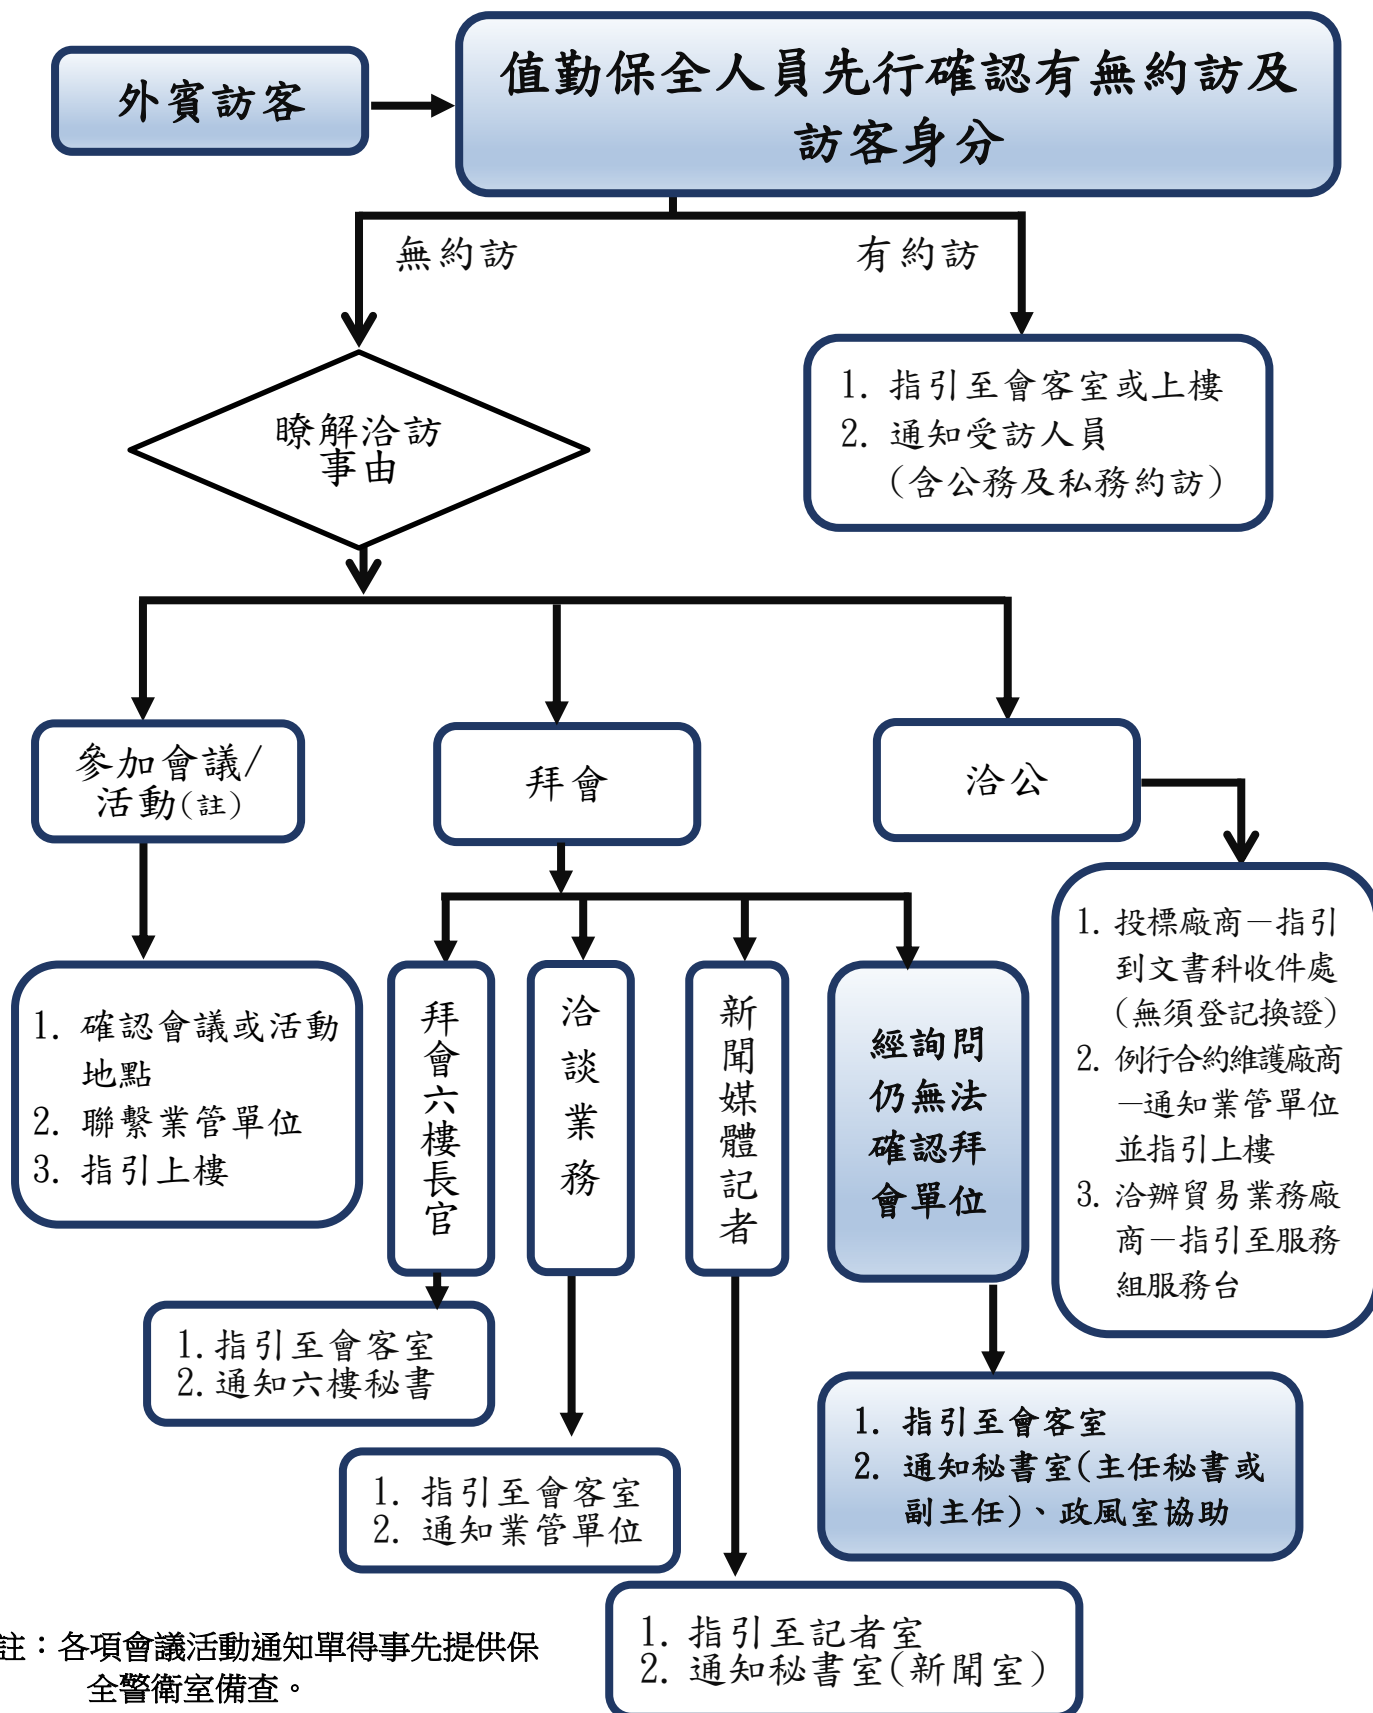 外賓訪客
值勤保全人員先行確認有無約訪及
訪客身分
無約訪
有約訪
瞭解洽訪
事由
1. 指引至會客室或上樓
2. 通知受訪人員
(含公務及私務約訪)
參加會議/
活動(註)
拜會
洽公
1. 確認會議或活動
地點
2. 聯繫業管單位
3. 指引上樓
拜會六樓長官
洽談業務
新聞媒體記者
經詢問
仍無法
確認拜
會單位
1. 投標廠商－指引
到文書科收件處
(無須登記換證)
2. 例行合約維護廠商
－通知業管單位
並指引上樓
3. 洽辦貿易業務廠
商－指引至服務
組服務台
1. 指引至會客室
2. 通知六樓秘書
1. 指引至會客室
2. 通知業管單位
1. 指引至會客室
2. 通知秘書室(主任秘書或
副主任)、政風室協助
1. 指引至記者室
2. 通知秘書室(新聞室)
註：各項會議活動通知單得事先提供保
全警衛室備查。